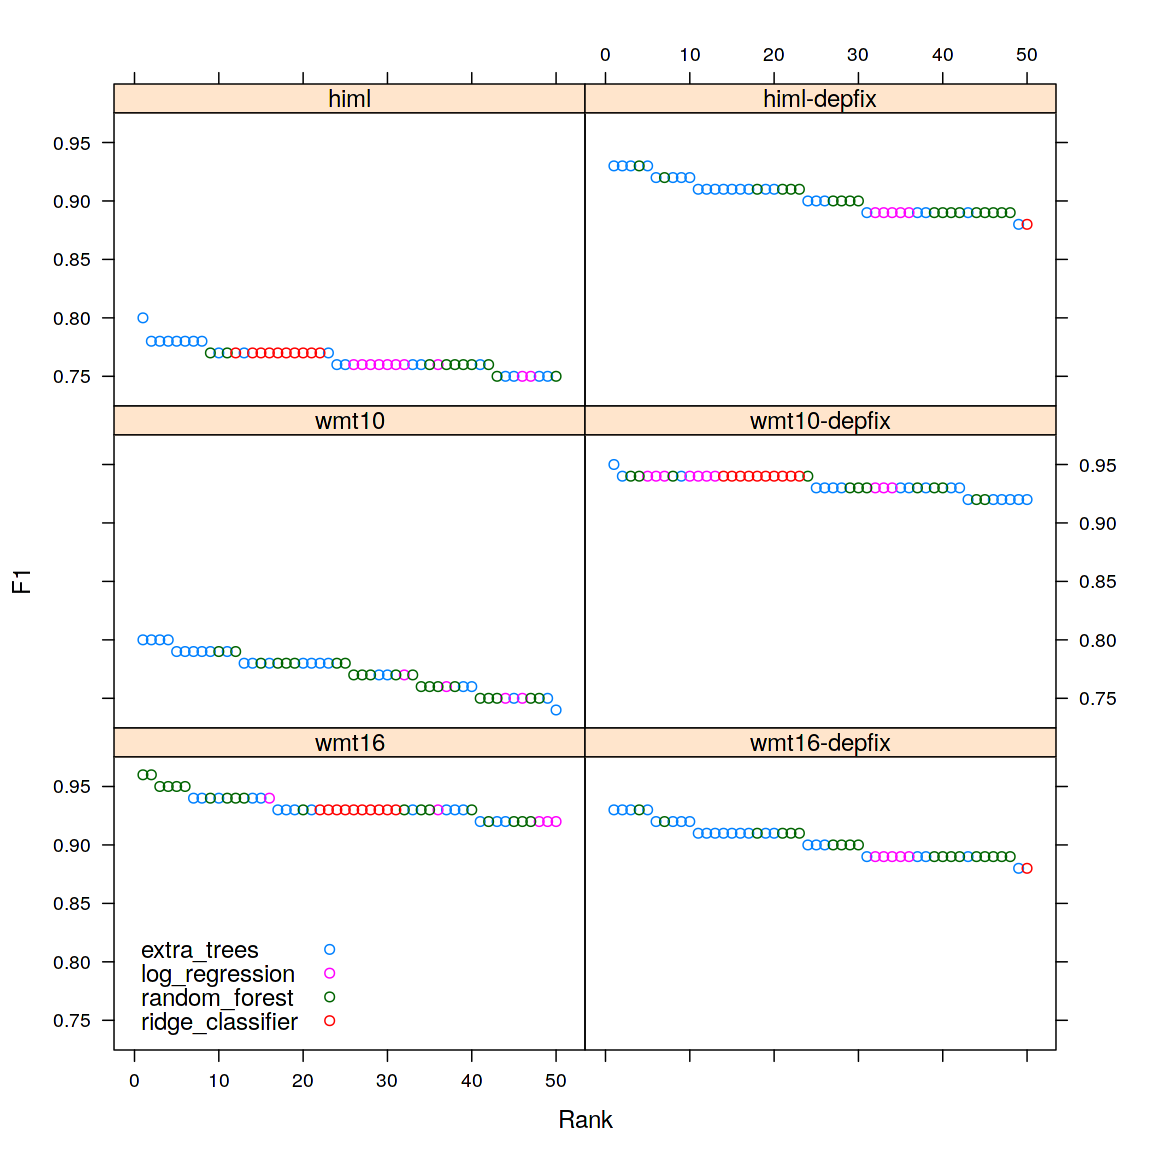 0 10 20 30 40 50
himl himl-depfix
0.95
0.90
0.85
0.80
0.75
wmt10 wmt10-depfix
0.95
0.90
0.85
0.80
0.75
F1
wmt16 wmt16-depfix
0.95
0.90
0.85
0.80
0.75
extra_trees
log_regression
random_forest
ridge_classifier
0 10 20 30 40 50
Rank